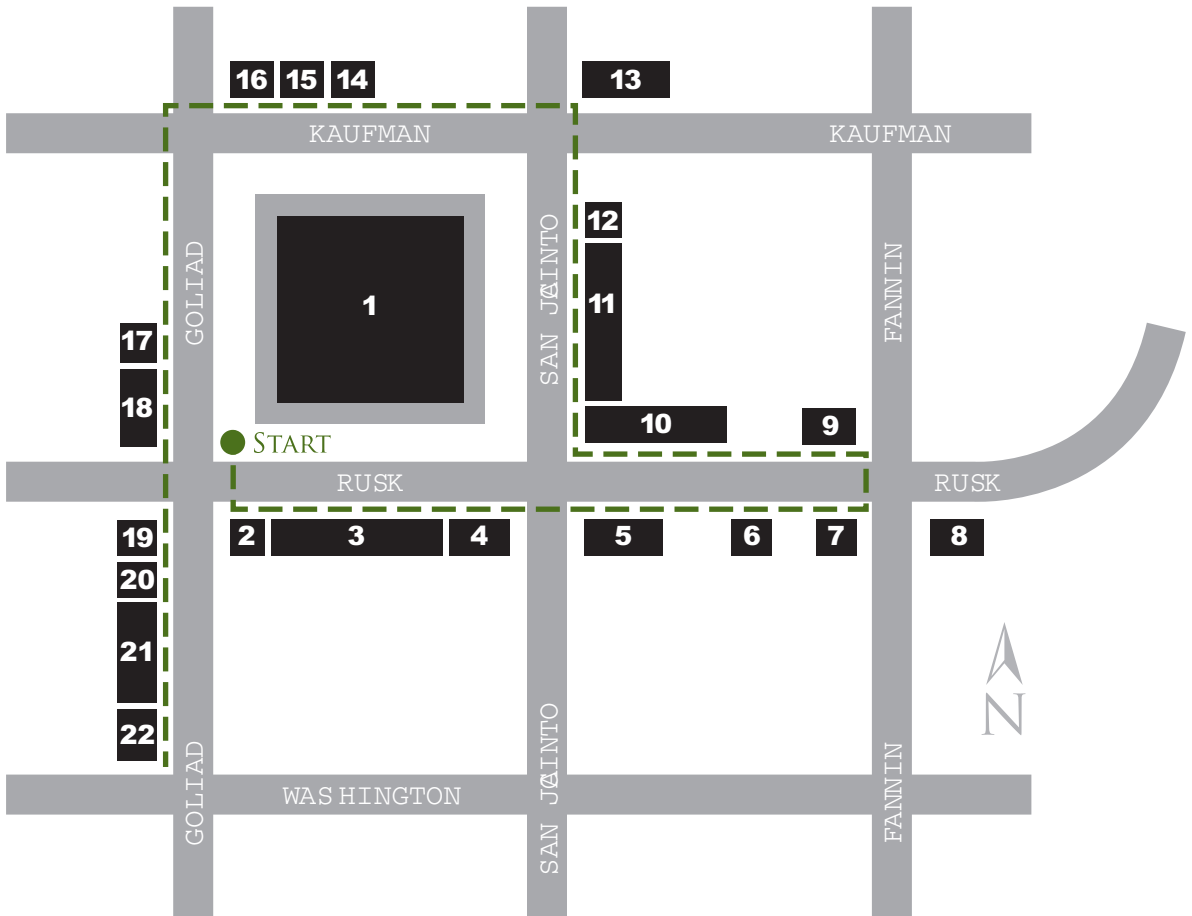 16 15 14 13
KAUFMAN KAUFMAN
12
GOLIAD
SAN JACINTO
FANNIN
11
1
17
18
10
9
START
RUSK RUSK
19
2 3 4 5 6 7 8
20
21
22
N
GOLIAD
SAN JACINTO
FANNIN
WASHINGTON